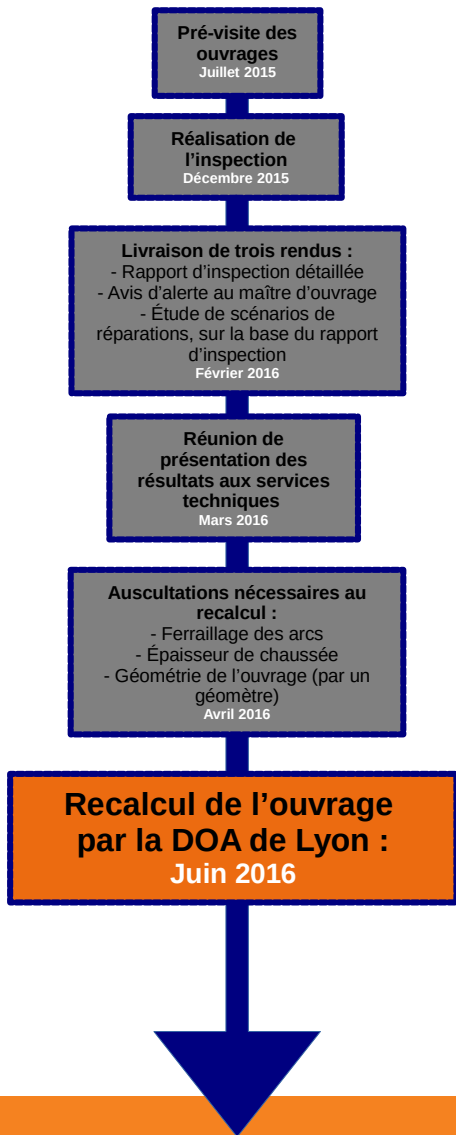 Pré-visite des
ouvrages
Juillet 2015
Réalisation de
l’inspection
Décembre 2015
Livraison de trois rendus :
- Rapport d’inspection détaillée
- Avis d’alerte au maître d’ouvrage
- Étude de scénarios de
réparations, sur la base du rapport
d’inspection
Février 2016
Réunion de
présentation des
résultats aux services
techniques
Mars 2016
Auscultations nécessaires au
recalcul :
- Ferraillage des arcs
- Épaisseur de chaussée
- Géométrie de l’ouvrage (par un
géomètre)
Avril 2016
Recalcul de l’ouvrage
par la DOA de Lyon :
Juin 2016